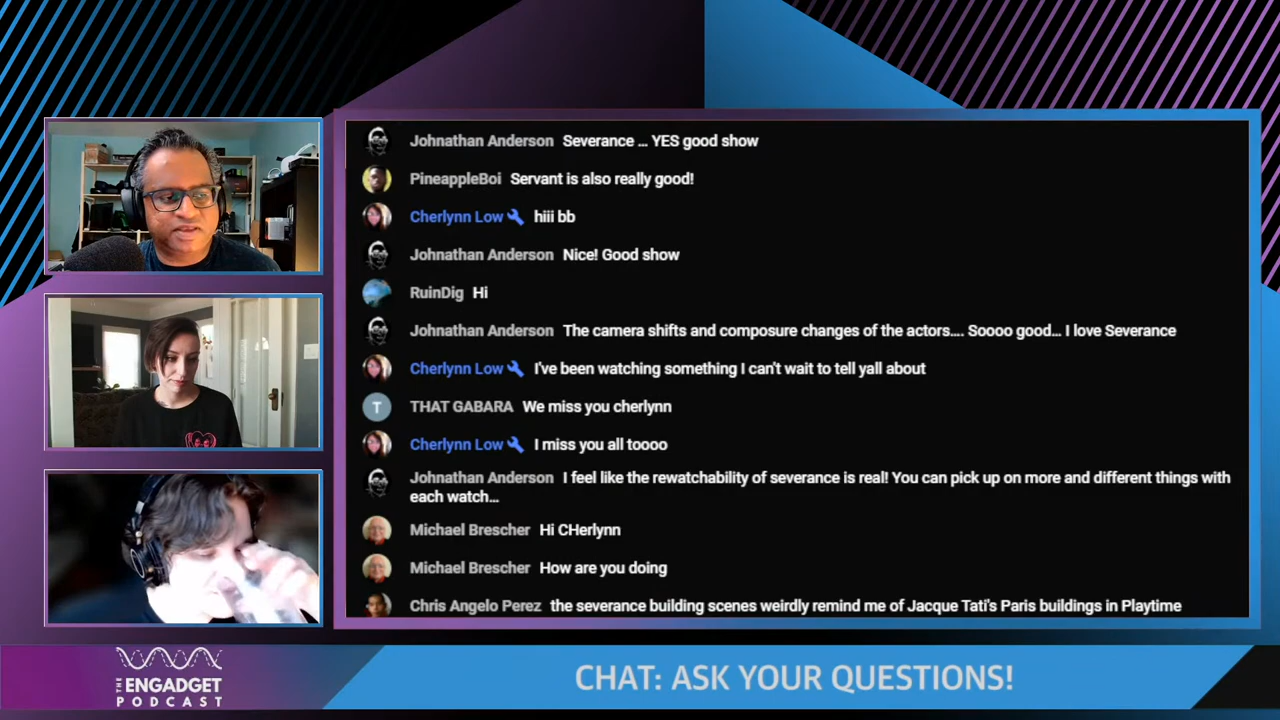 Johnathan Anderson Severance ... YES good show
PineappleBoi Servant is also really good!
Cherlynn Low hiii bb
Johnathan Anderson Nice! Good show
RuinDig Hi
Johnathan Anderson The camera shifts and composure changes of the actors.... Soooo good... I love Severance
Cherlynn Low I've been watching something I can't wait to tell yall about
T THAT GABARA We miss you cherlynn
Cherlynn Low I miss you all toooo
Johnathan Anderson I feel like the rewatchability of severance is real! You can pick up on more and different things with
each watch...
Michael Brescher Hi CHerlynn
Michael Brescher How are you doing
Chris Angelo Perez the severance building scenes weirdly remind me of Jacque Tati's Paris buildings in Playtime
THE ENGADGET
PODCAST
CHAT: ASK YOUR QUESTIONS!